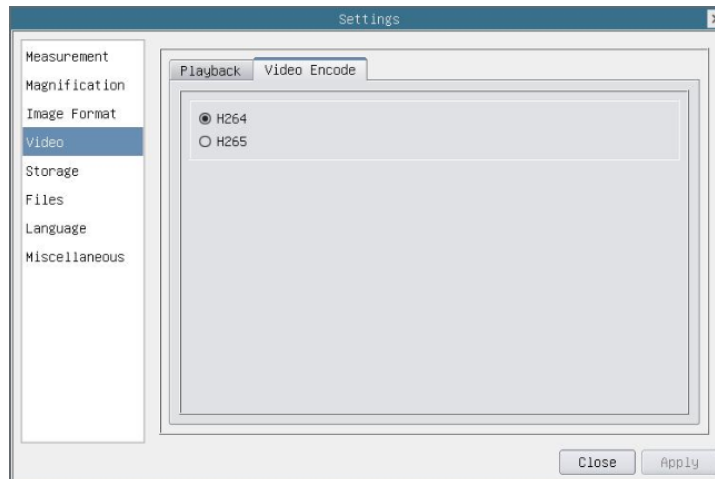 Settings
Measurement
Magnification
Image Format
Video
Storage
Files
Language
Miscellaneous
Playback
Video Encode
H264
H265
Close
Apply